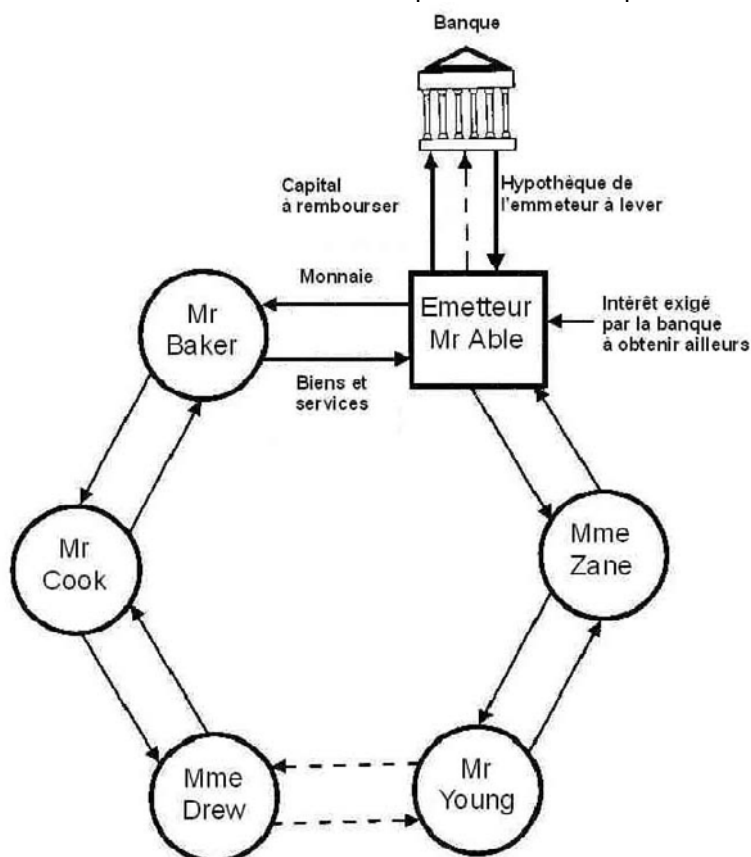 Banque
Capital
à rembourser
Hypothèque de
l'emmeteur à lever
Monnaie
Mr
Baker
Emetteur
Mr Able
Intérêt exigé
par la banque
à obtenir ailleurs
Biens et
services
Mr
Cook
Mme
Zane
Mme
Drew
Mr
Young